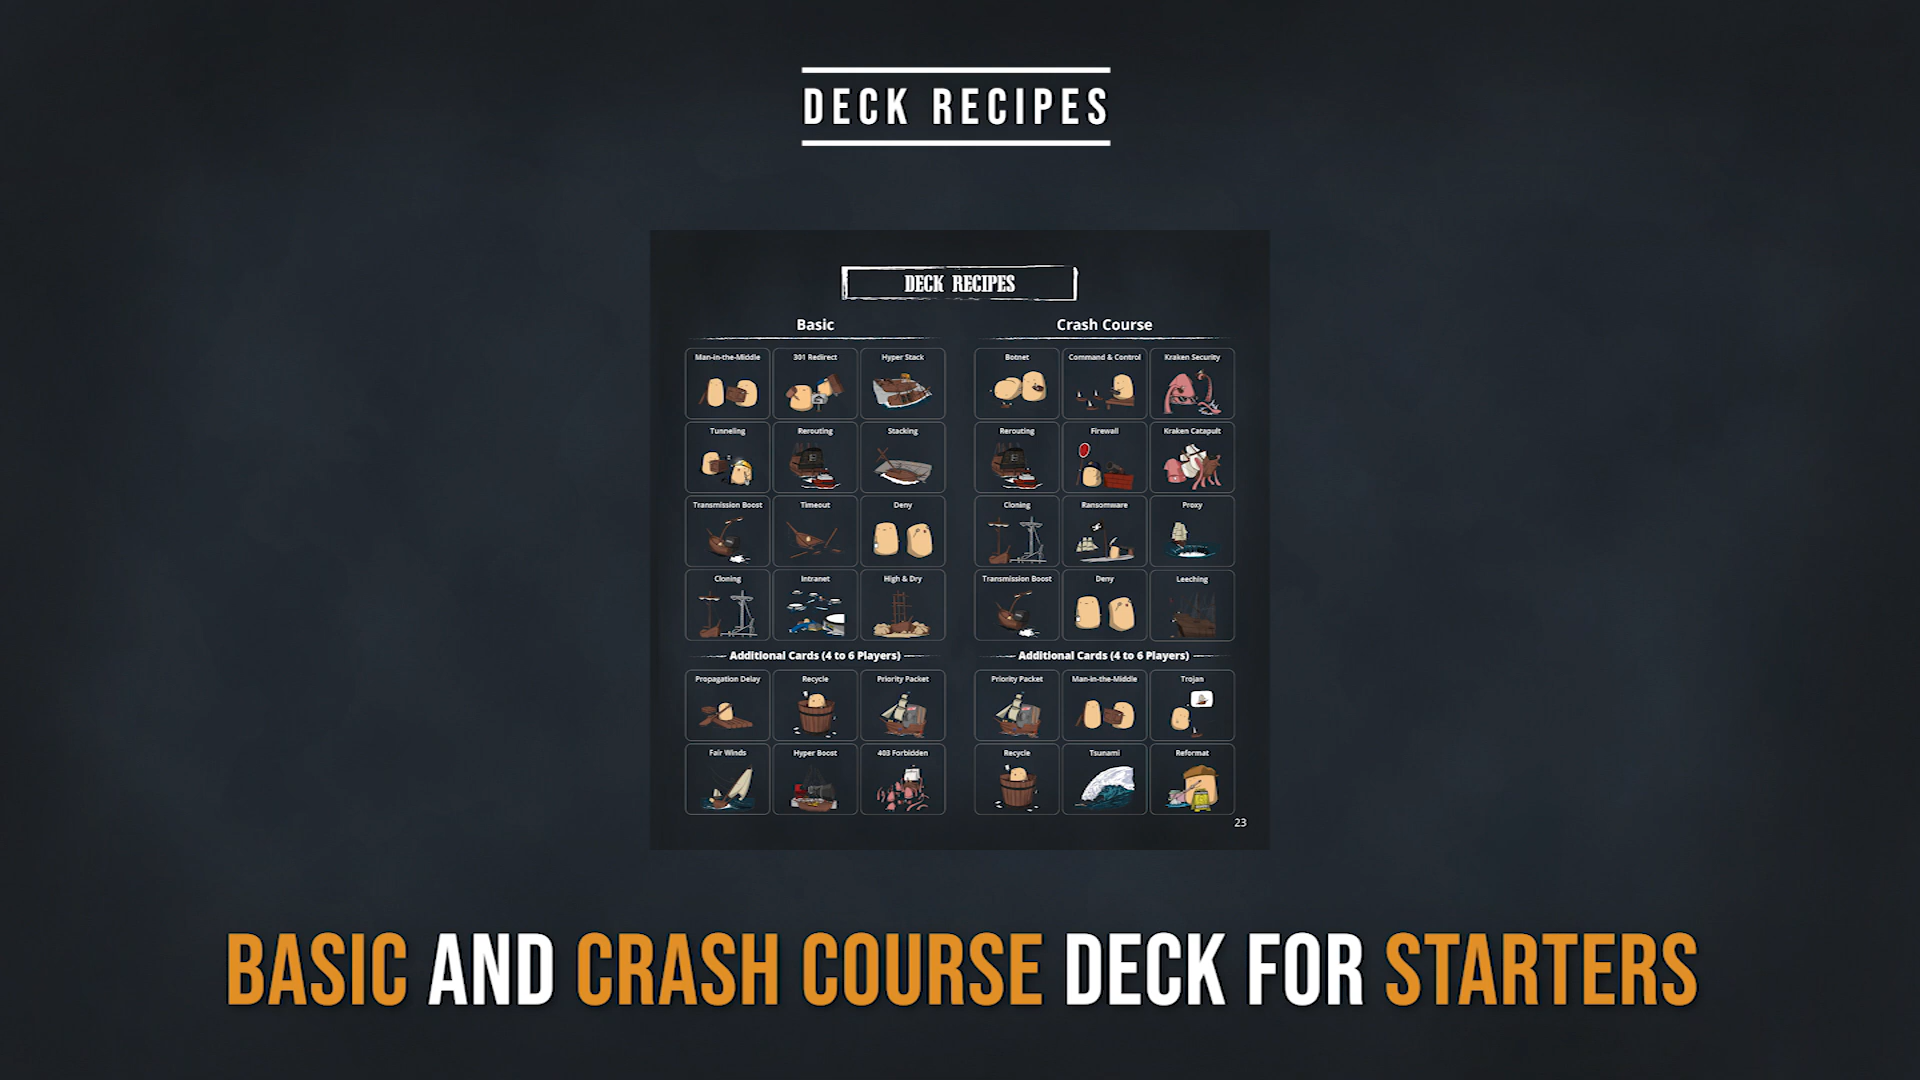 DECK RECIPES
DECK RECIPES
Basic
Man-in-the-Middle 301 Redirect Hyper Stack
Tunneling Rerouting Stacking
Transmission Boost Timeout Deny
Cloning Intranet High & Dry
Additional Cards (4 to 6 Players)
Propagation Delay Recycle Priority Packet
Fair Winds Hyper Boost 403 Forbidden
Crash Course
Botnet Command & Control Kraken Security
Rerouting Firewall Kraken Catapult
Cloning Ransomware Proxy
Transmission Boost Deny Leeching
Additional Cards (4 to 6 Players)
Priority Packet Man-in-the-Middle Trojan
Recycle Tsunami Reformat
23
BASIC AND CRASH COURSE DECK FOR STARTERS